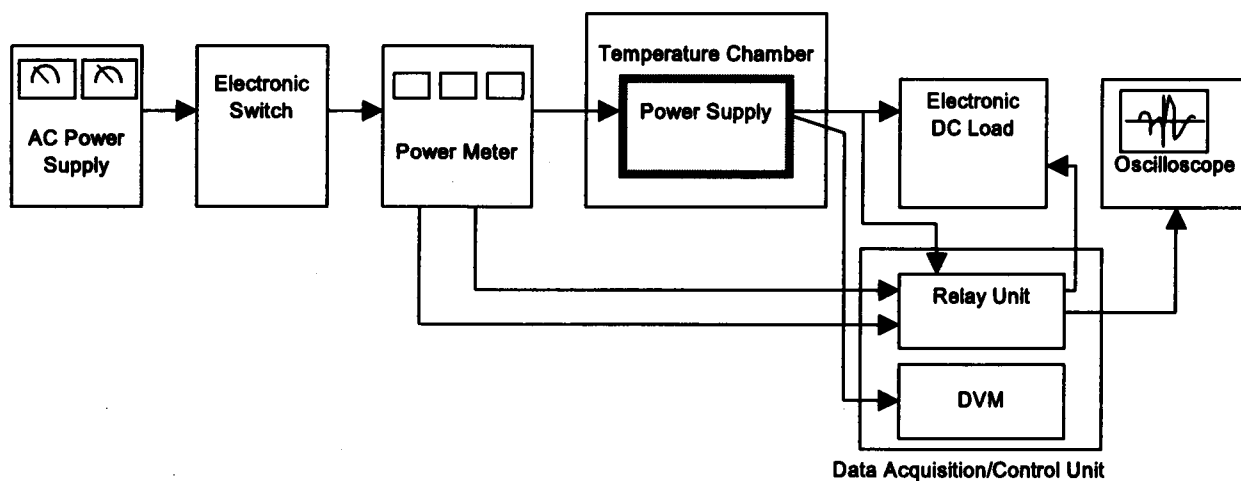 AC Power
Supply
Electronic
Switch
Power Meter
Temperature Chamber
Power Supply
Electronic
DC Load
Oscilloscope
Relay Unit
DVM
Data Acquisition/Control Unit